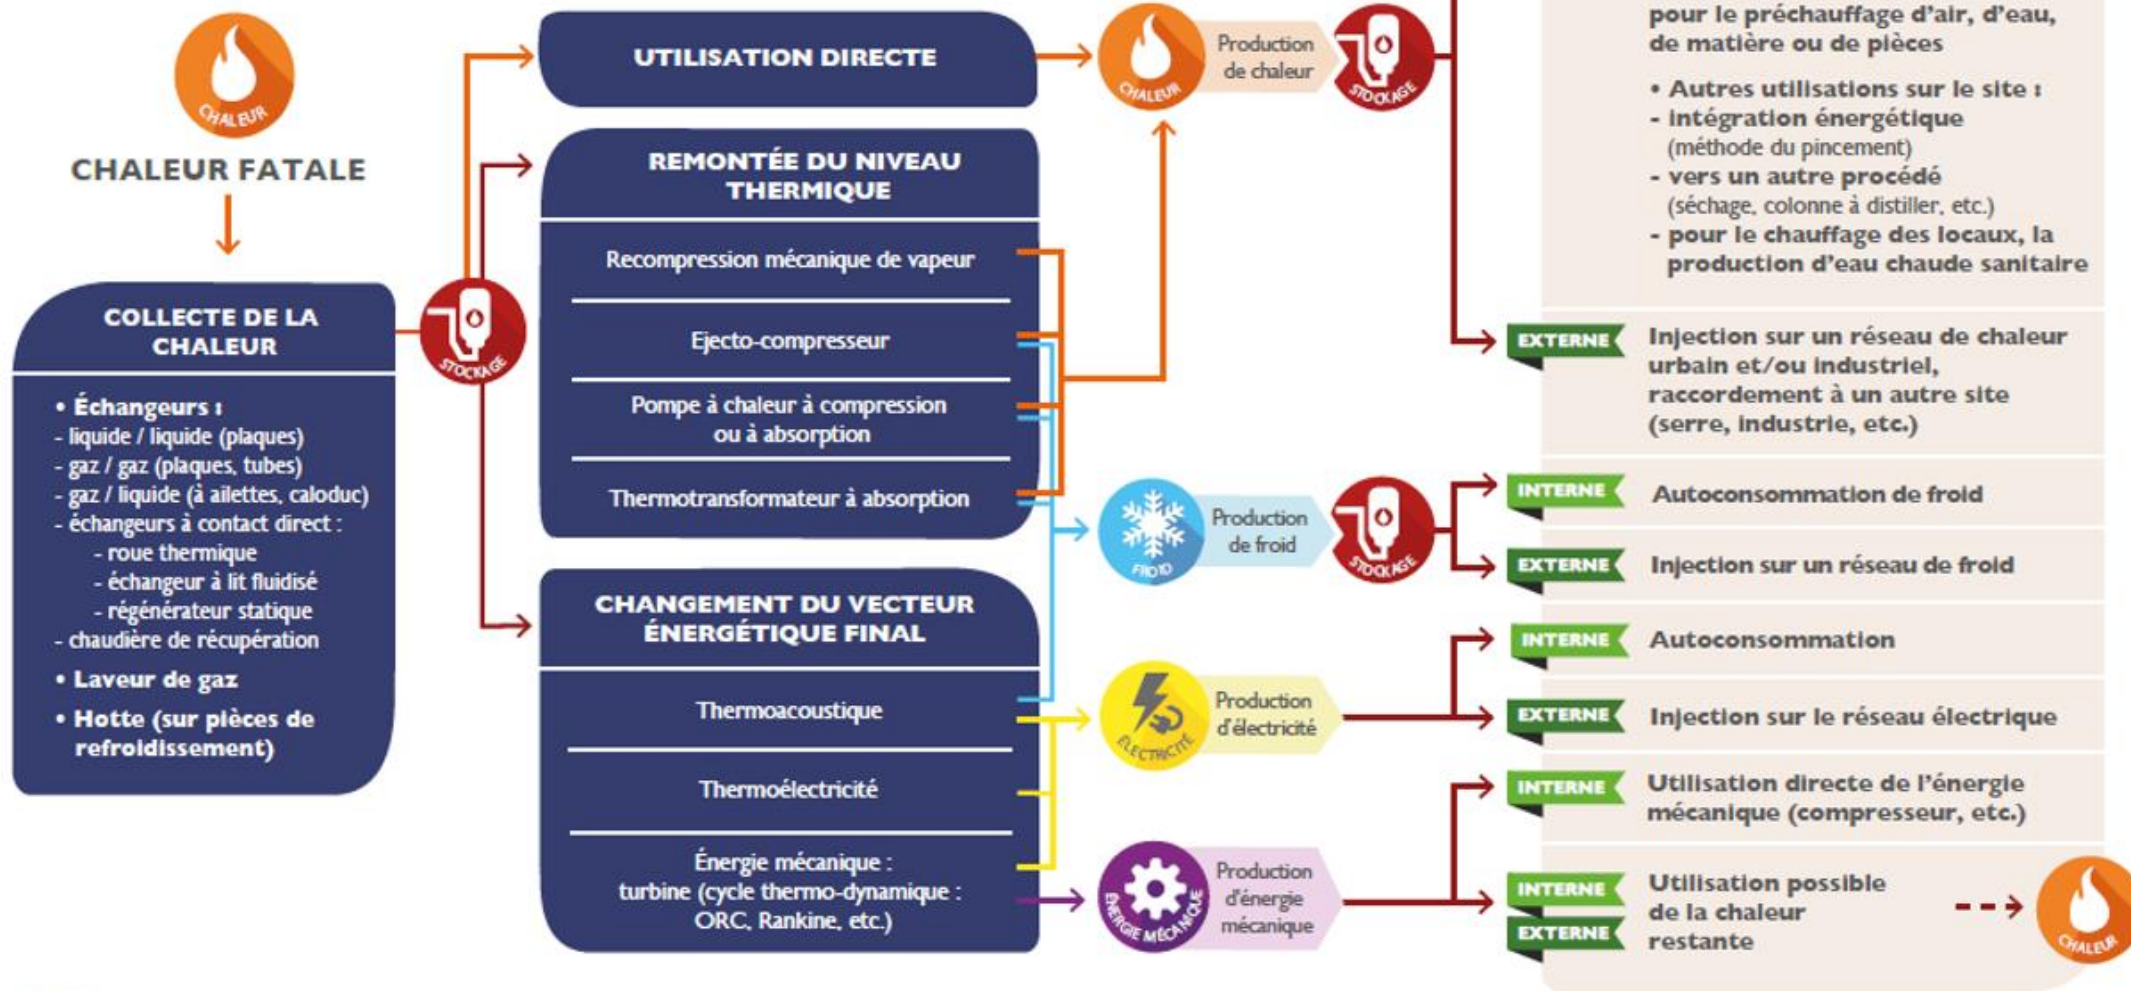 CHALEUR
CHALEUR FATALE
COLLECTE DE LA
CHALEUR
• Échangeurs :
- liquide / liquide (plaques)
- gaz / gaz (plaques, tubes)
- gaz / liquide (à ailettes, caloduc)
- échangeurs à contact direct :
- roue thermique
- échangeur à lit fluidisé
- régénérateur statique
- chaudière de récupération
• Laveur de gaz
• Hotte (sur pièces de
refroidissement)
STOCKAGE
UTILISATION DIRECTE
REMONTÉE DU NIVEAU
THERMIQUE
Recompression mécanique de vapeur
Ejecto-compresseur
Pompe à chaleur à compression
ou à absorption
Thermotransformateur à absorption
CHANGEMENT DU VECTEUR
ÉNERGÉTIQUE FINAL
Thermoacoustique
Thermoélectricité
Énergie mécanique :
turbine (cycle thermo-dynamique :
ORC, Rankine, etc.)
CHALEUR
Production
de chaleur
STOCKAGE
FROID
Production
de froid
STOCKAGE
ÉLECTRICITÉ
Production
d'électricité
ÉNERGIE MÉCANIQUE
Production
d'énergie
mécanique
pour le préchauffage d'air, d'eau,
de matière ou de pièces
• Autres utilisations sur le site :
- intégration énergétique
(méthode du pincement)
- vers un autre procédé
(séchage, colonne à distiller, etc.)
- pour le chauffage des locaux, la
production d'eau chaude sanitaire
EXTERNE
Injection sur un réseau de chaleur
urbain et/ou industriel,
raccordement à un autre site
(serre, industrie, etc.)
INTERNE
Autoconsommation de froid
EXTERNE
Injection sur un réseau de froid
INTERNE
Autoconsommation
EXTERNE
Injection sur le réseau électrique
INTERNE
Utilisation directe de l'énergie
mécanique (compresseur, etc.)
INTERNE
EXTERNE
Utilisation possible
de la chaleur
restante
CHALEUR